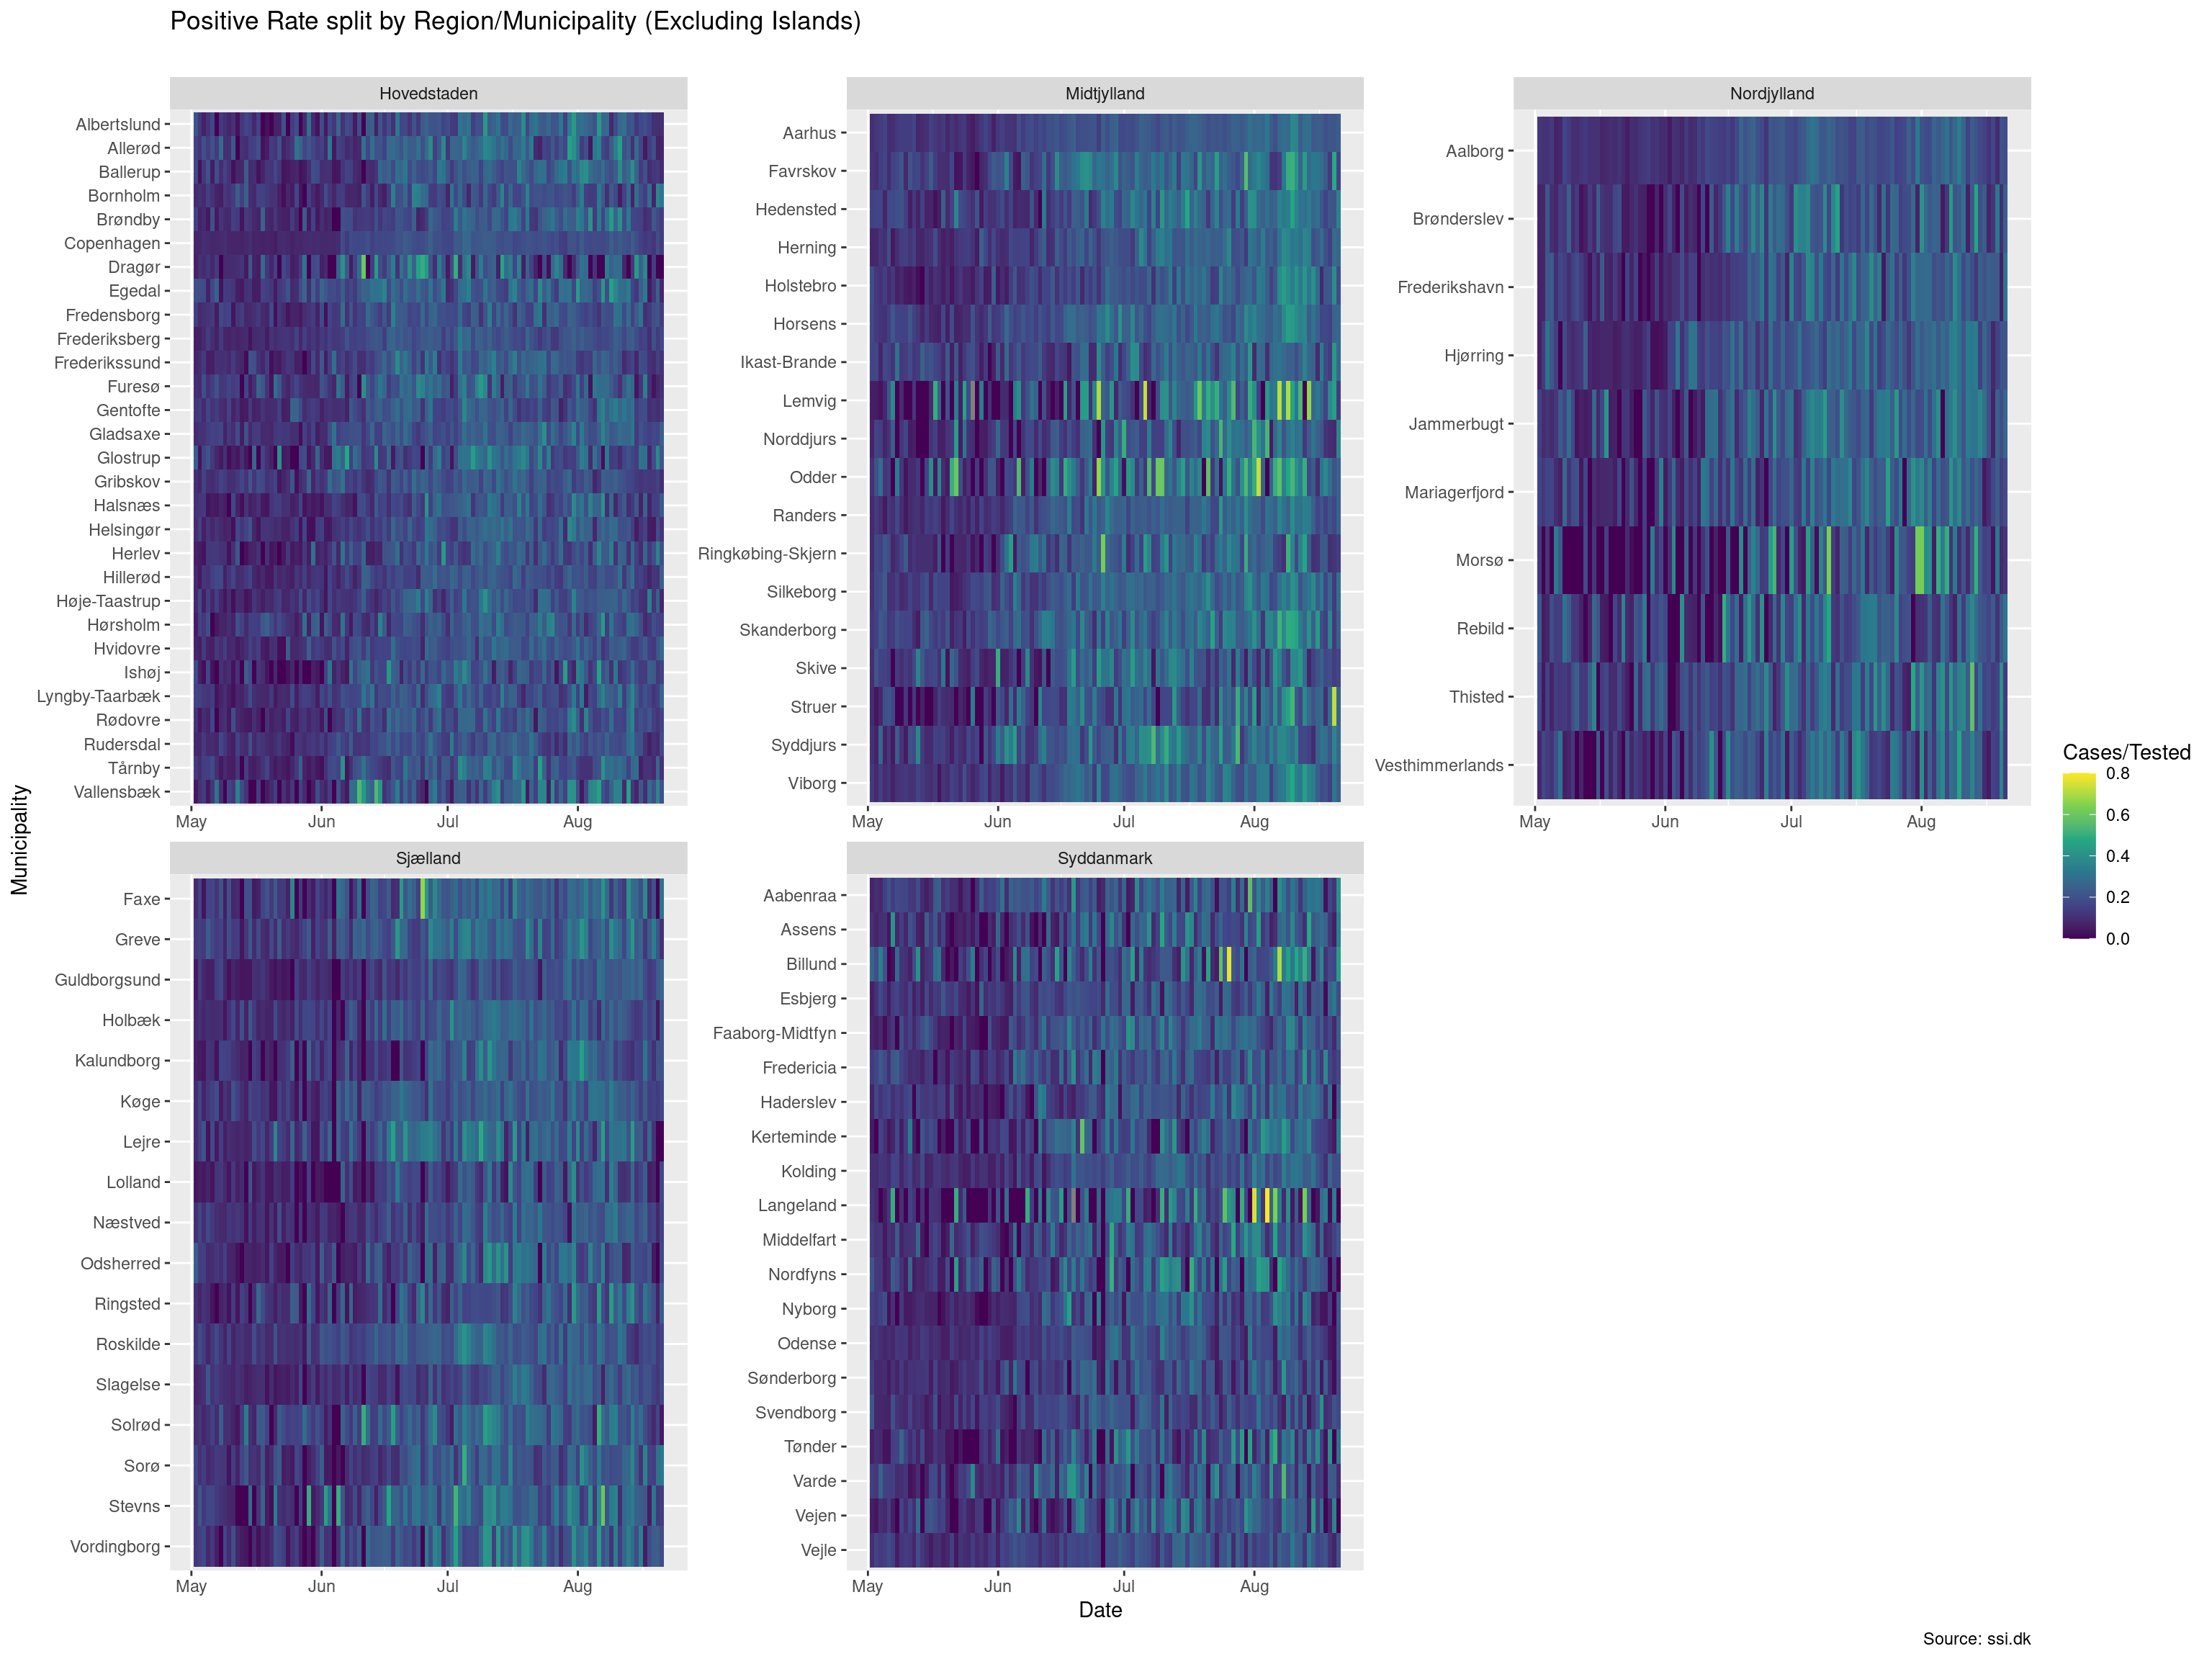 Positive Rate split by Region/Municipality (Excluding Islands)
Hovedstaden
Albertslund
Allerød
Ballerup
Bornholm
Brøndby
Copenhagen
Dragør
Egedal
Fredensborg
Frederiksberg
Frederikssund
Furesø
Gentofte
Gladsaxe
Glostrup
Gribskov
Halsnæs
Helsingør
Herlev
Hillerød
Høje-Taastrup
Hørsholm
Hvidovre
Ishøj
Lyngby-Taarbæk
Rødovre
Rudersdal
Tårnby
Vallensbæk
May Jun Jul Aug
Midtjylland
Aarhus
Favrskov
Hedensted
Herning
Holstebro
Horsens
Ikast-Brande
Lemvig
Norddjurs
Odder
Randers
Ringkøbing-Skjern
Silkeborg
Skanderborg
Skive
Struer
Syddjurs
Viborg
May Jun Jul Aug
Nordjylland
Aalborg
Brønderslev
Frederikshavn
Hjørring
Jammerbugt
Mariagerfjord
Morsø
Rebild
Thisted
Vesthimmerlands
May Jun Jul Aug
Sjælland
Faxe
Greve
Guldborgsund
Holbæk
Kalundborg
Køge
Lejre
Lolland
Næstved
Odsherred
Ringsted
Roskilde
Slagelse
Solrød
Sorø
Stevns
Vordingborg
May Jun Jul Aug
Syddanmark
Aabenraa
Assens
Billund
Esbjerg
Faaborg-Midtfyn
Fredericia
Haderslev
Kerteminde
Kolding
Langeland
Middelfart
Nordfyns
Nyborg
Odense
Sønderborg
Svendborg
Tønder
Varde
Vejen
Vejle
May Jun Jul Aug
Municipality
Date
Cases/Tested
0.8
0.6
0.4
0.2
0.0
Source: ssi.dk